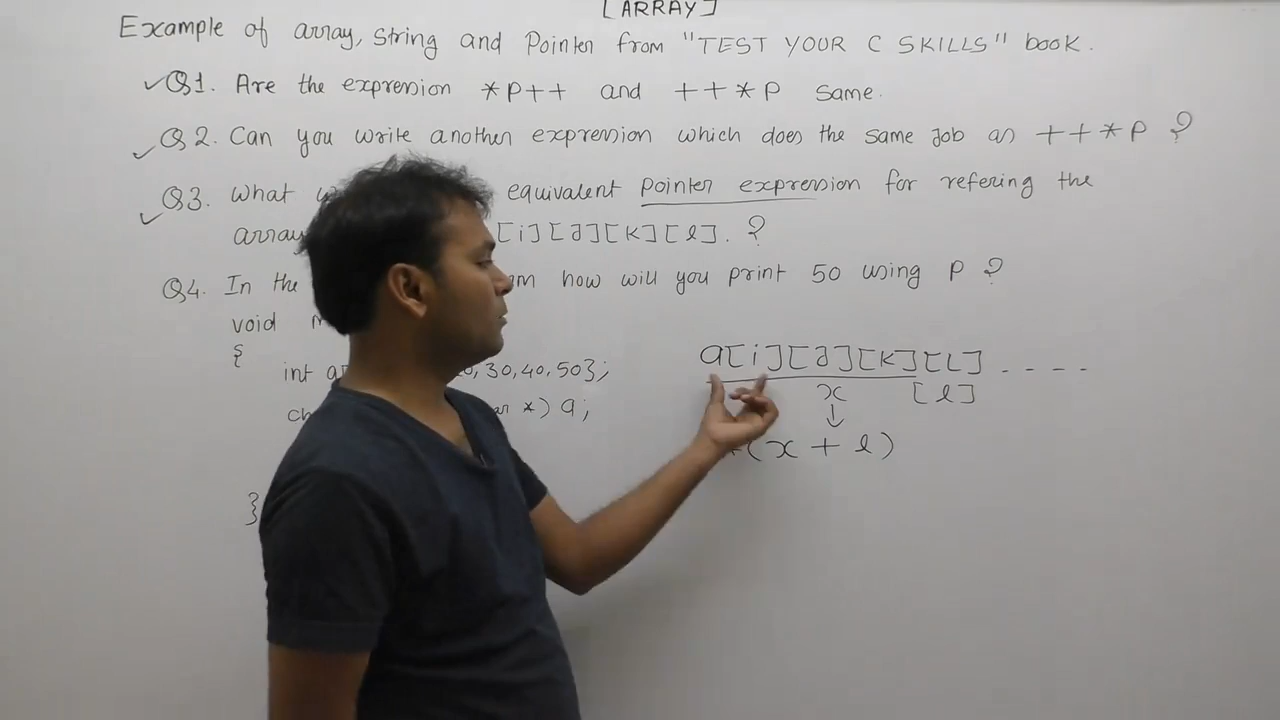 [ARRAY]
Example of array, string and Pointer from "TEST YOUR C SKILLS" book.
Q1. Are the expression *P++ and ++*P same.
Q2. Can you write another expression which does the same job as ++*P ?
Q3. What equivalent pointer expression for refering the
array [i][j][k][l]. ?
Q4. In the how will you print 50 using P ?
void
{
int a 30,40,50};
*) a;
}
a[i][j][k][l] ----
x [l]
↓
(x + l)